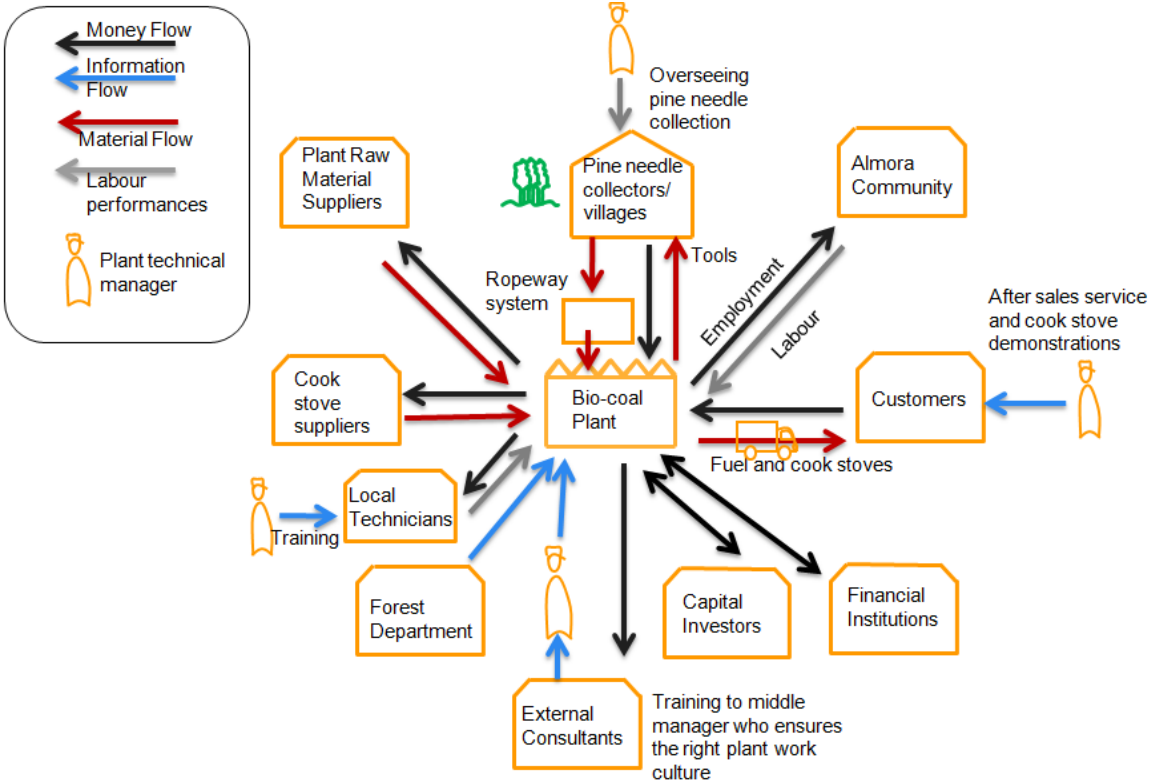 Money Flow
Information
Flow
Material Flow
Labour
performances
Plant technical
manager
Overseeing
pine needle
collection
Plant Raw
Material
Suppliers
Pine needle
collectors/
villages
Almora
Community
Ropeway
system
Tools
Employment
Labour
After sales service
and cook stove
demonstrations
Cook
stove
suppliers
Bio-coal
Plant
Customers
Fuel and cook stoves
Local
Technicians
Training
Forest
Department
Capital
Investors
Financial
Institutions
External
Consultants
Training to middle
manager who ensures
the right plant work
culture